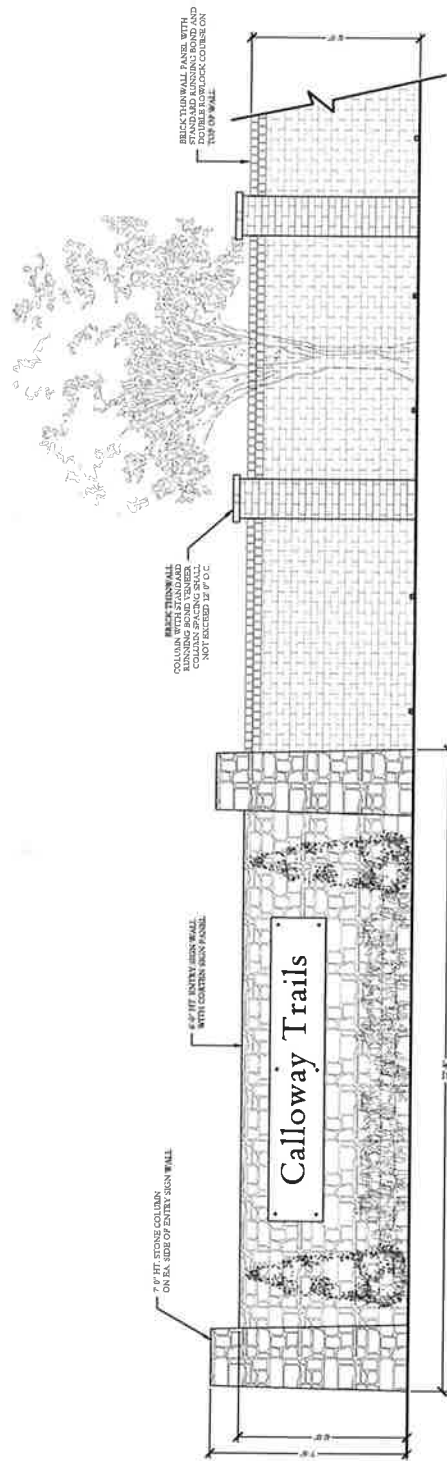 7'0" HT. STONE COLUMN
ON EA. SIDE OF ENTRY SIGN WALL
6'-0" HT. ENTRY SIGN WALL
WITH CORTEN SIGN PANEL
Calloway Trails
BRICK THINWALL
COLUMN WITH STANDARD
RUNNING BOND VENEER
COLUMN SPACING SHALL
NOT EXCEED 12' 0" O.C.
BRICK THINWALL PANEL WITH
STANDARD RUNNING BOND AND
DOUBLE ROWLOCK COURSE ON
TOP OF WALL